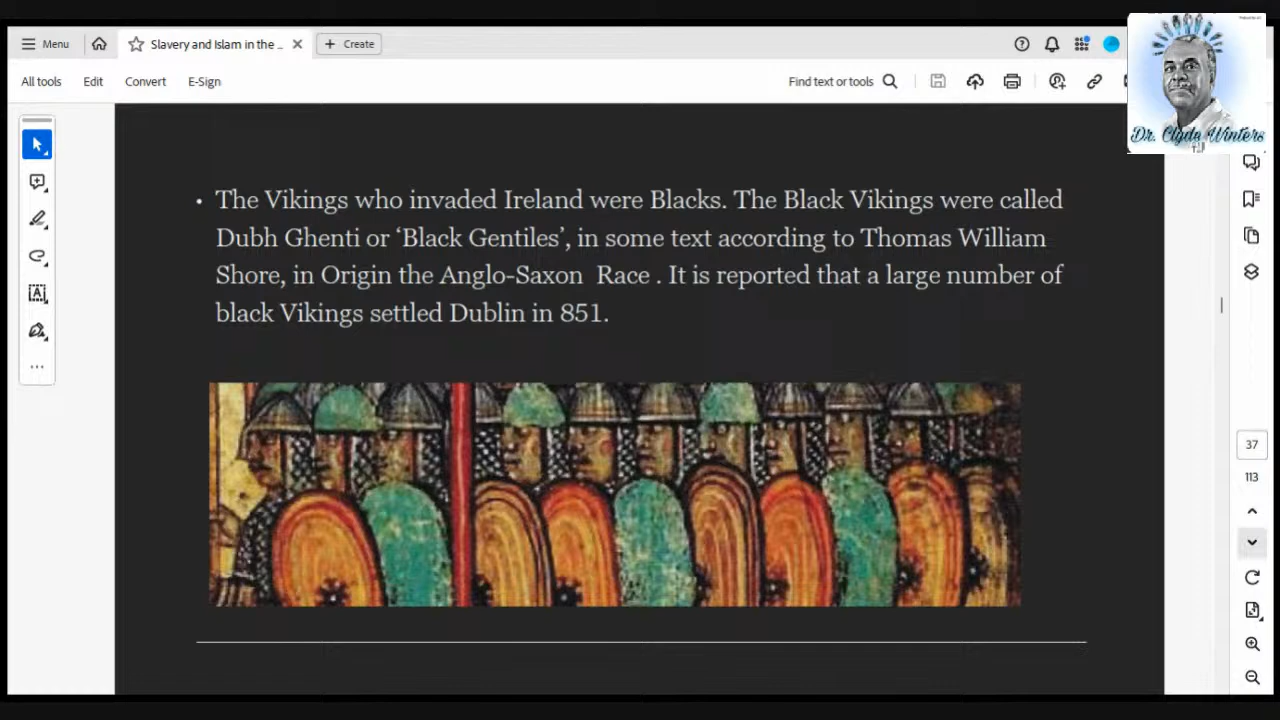 Menu
Slavery and Islam in the ...
Create
All tools Edit Convert E-Sign
Find text or tools
Dr. Clyde Winters
• The Vikings who invaded Ireland were Blacks. The Black Vikings were called
Dubh Ghenti or ‘Black Gentiles’, in some text according to Thomas William
Shore, in Origin the Anglo-Saxon Race . It is reported that a large number of
black Vikings settled Dublin in 851.
37
113